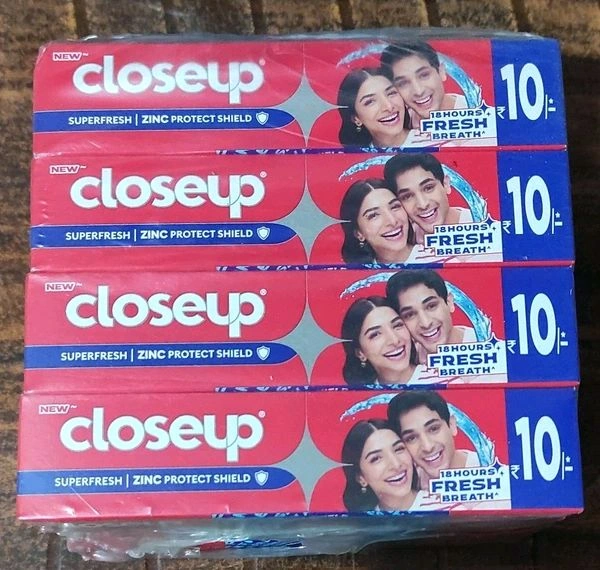 NEW~
closeup®
SUPERFRESH | ZINC PROTECT SHIELD
18 HOURS+
FRESH
BREATH^
₹10/-*
NEW~
closeup®
SUPERFRESH | ZINC PROTECT SHIELD
18 HOURS+
FRESH
BREATH^
₹10/-*
NEW~
closeup®
SUPERFRESH | ZINC PROTECT SHIELD
18 HOURS+
FRESH
BREATH^
₹10/-*
NEW~
closeup®
SUPERFRESH | ZINC PROTECT SHIELD
18 HOURS+
FRESH
BREATH^
₹10/-*